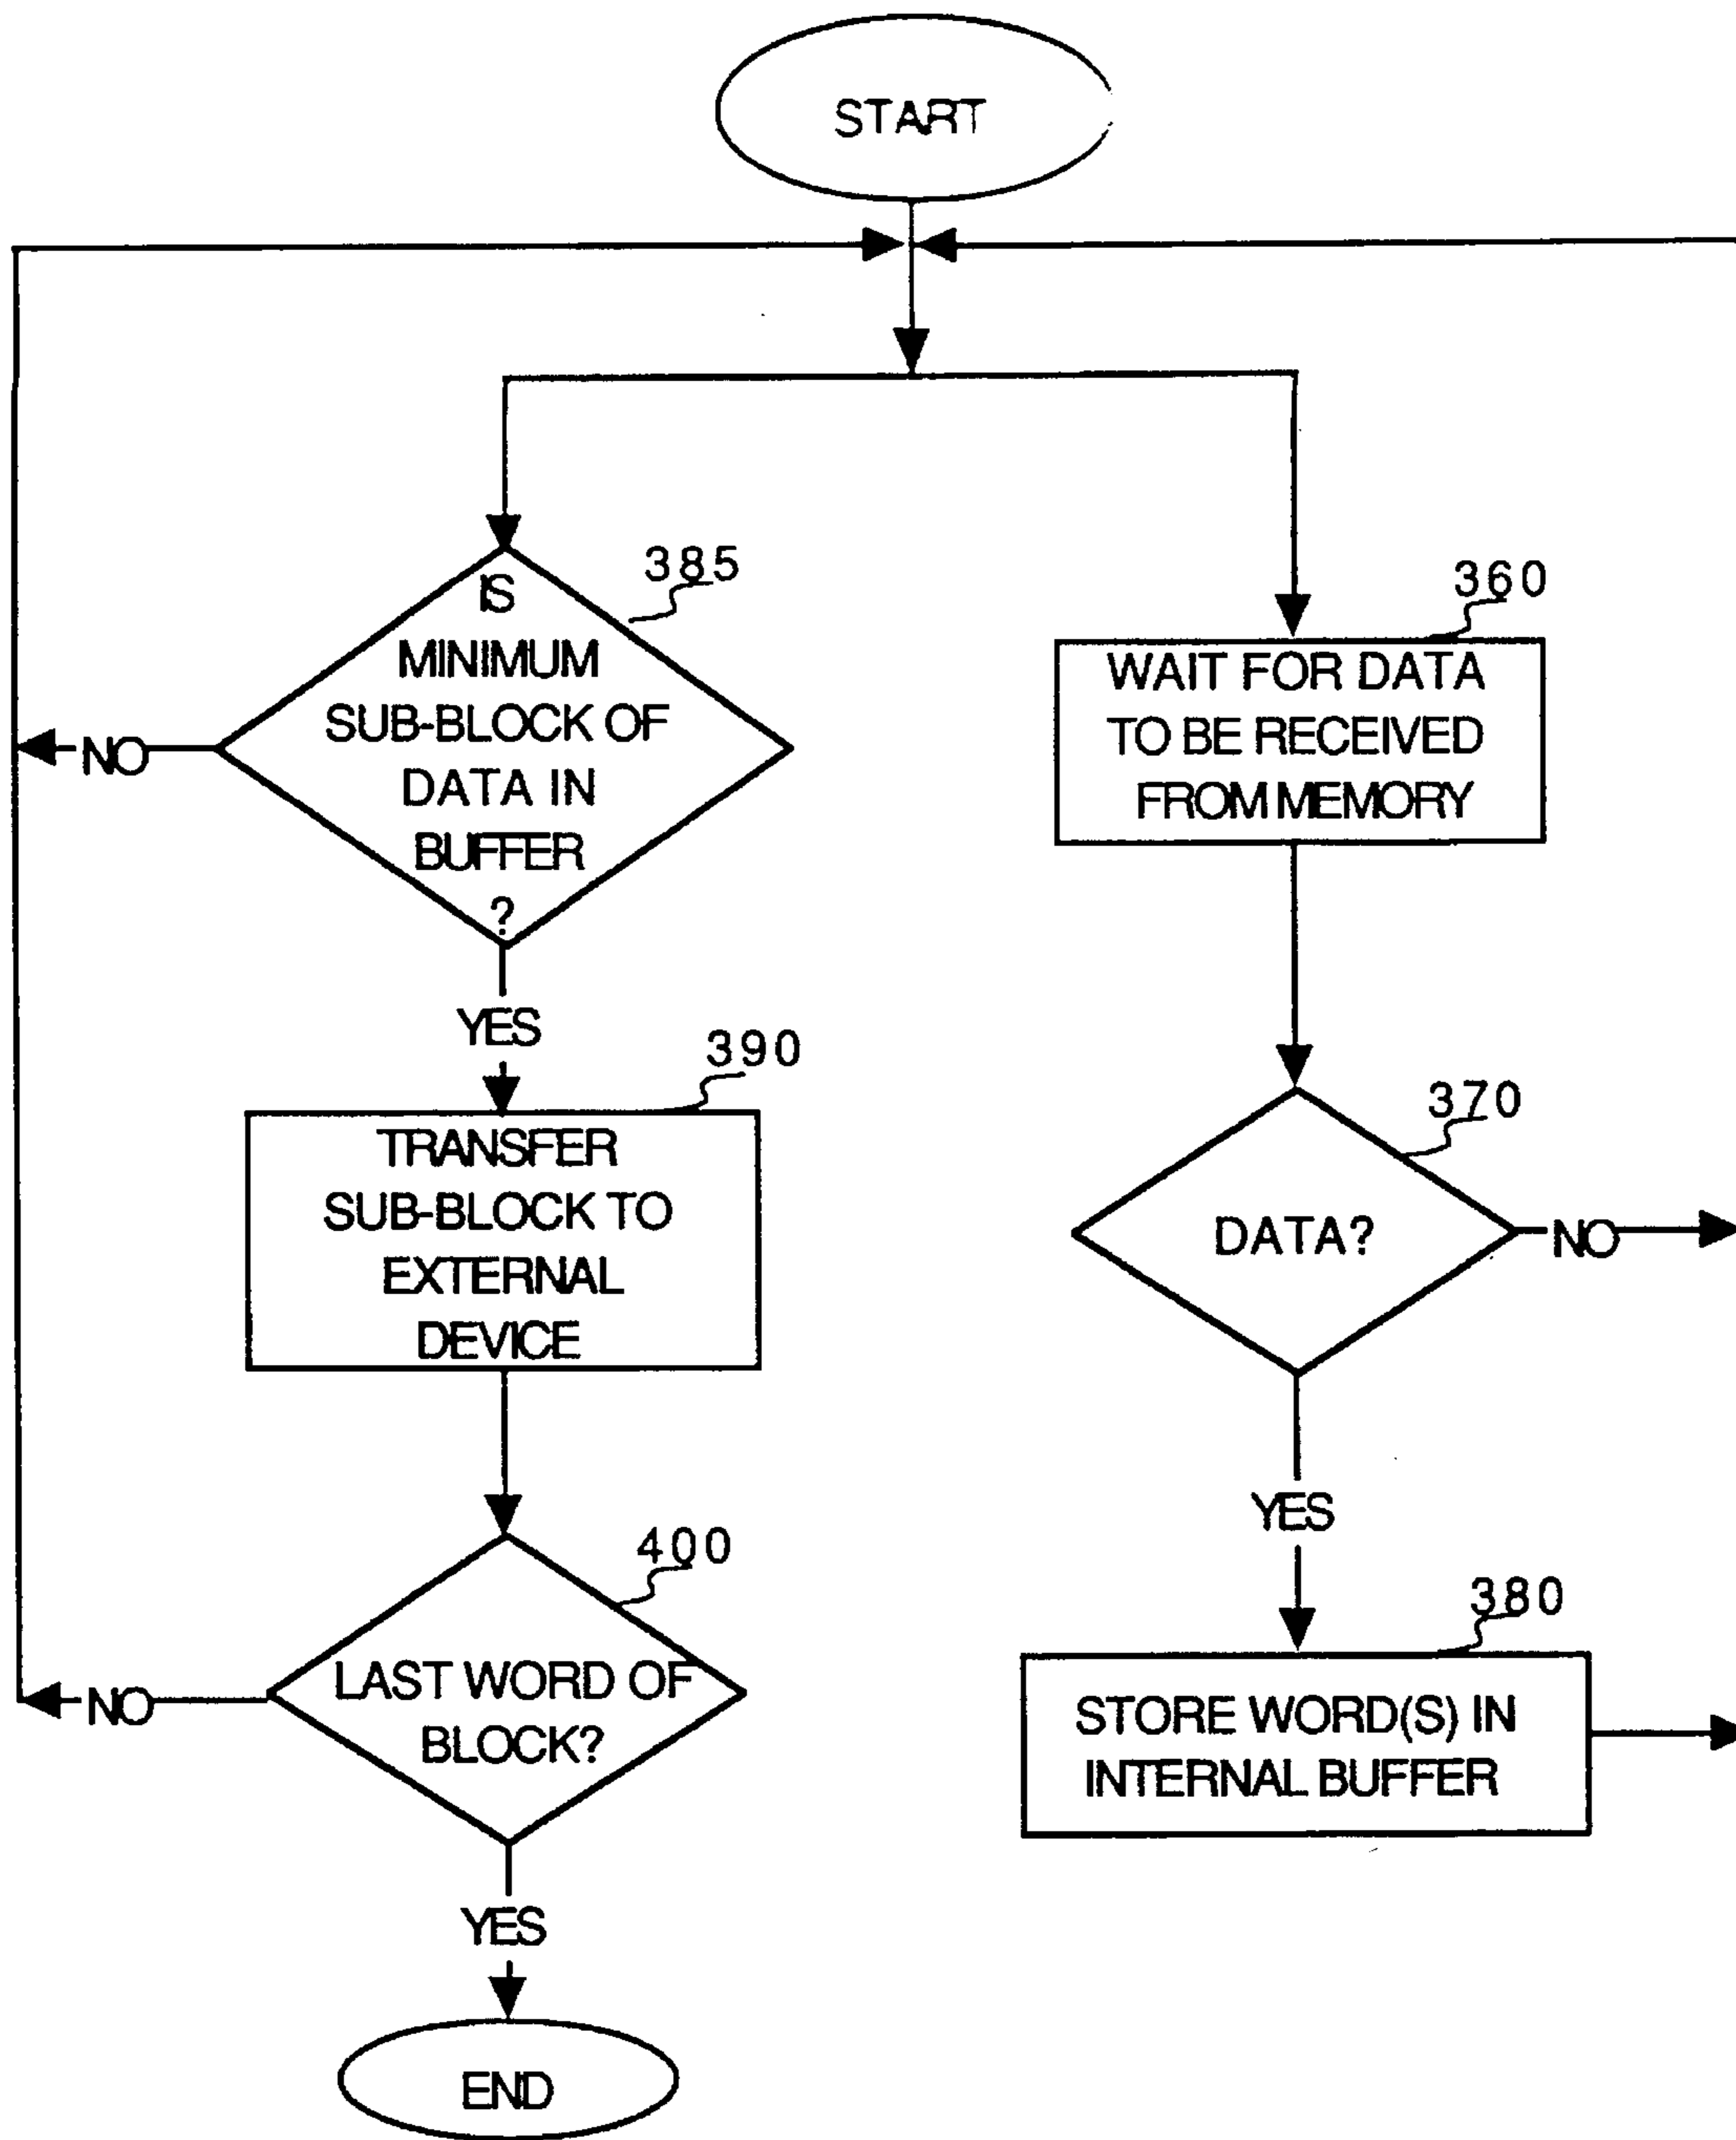 START
385
IS
MINIMUM
SUB-BLOCK OF
DATA IN
BUFFER
?
NO
YES
390
TRANSFER
SUB-BLOCK TO
EXTERNAL
DEVICE
400
LAST WORD OF
BLOCK?
NO
YES
END
360
WAIT FOR DATA
TO BE RECEIVED
FROM MEMORY
370
DATA?
NO
YES
380
STORE WORD(S) IN
INTERNAL BUFFER